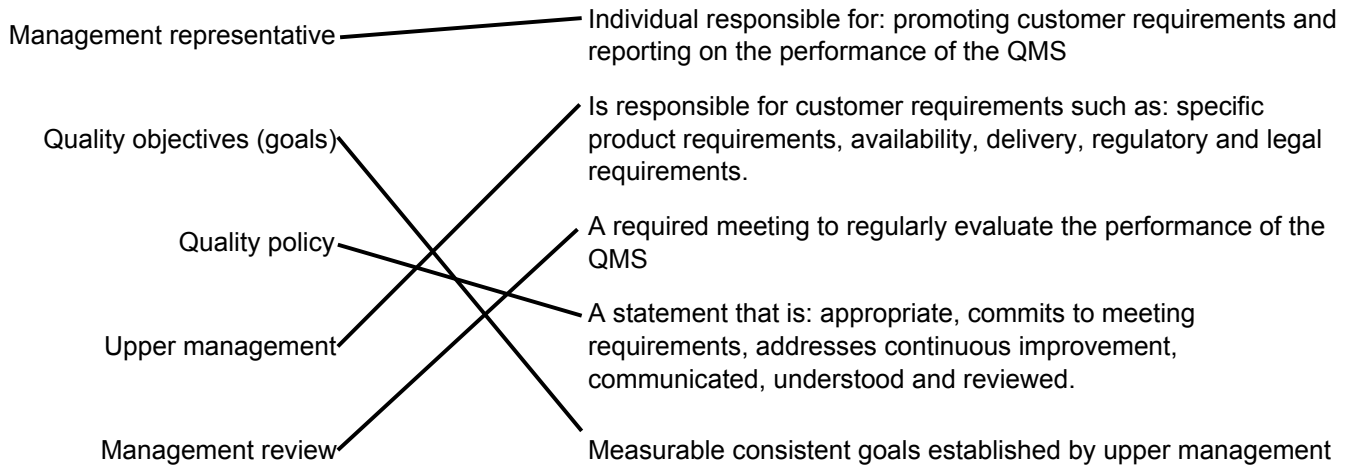 Management representative
Individual responsible for: promoting customer requirements and
reporting on the performance of the QMS
Quality objectives (goals)
Is responsible for customer requirements such as: specific
product requirements, availability, delivery, regulatory and legal
requirements.
Quality policy
A required meeting to regularly evaluate the performance of the
QMS
Upper management
A statement that is: appropriate, commits to meeting
requirements, addresses continuous improvement,
communicated, understood and reviewed.
Management review
Measurable consistent goals established by upper management